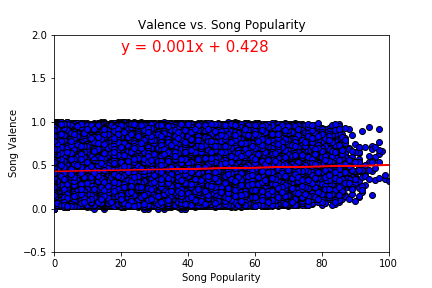 Valence vs. Song Popularity
y = 0.001x + 0.428
2.0
1.5
1.0
0.5
0.0
−0.5
Song Valence
0 20 40 60 80 100
Song Popularity